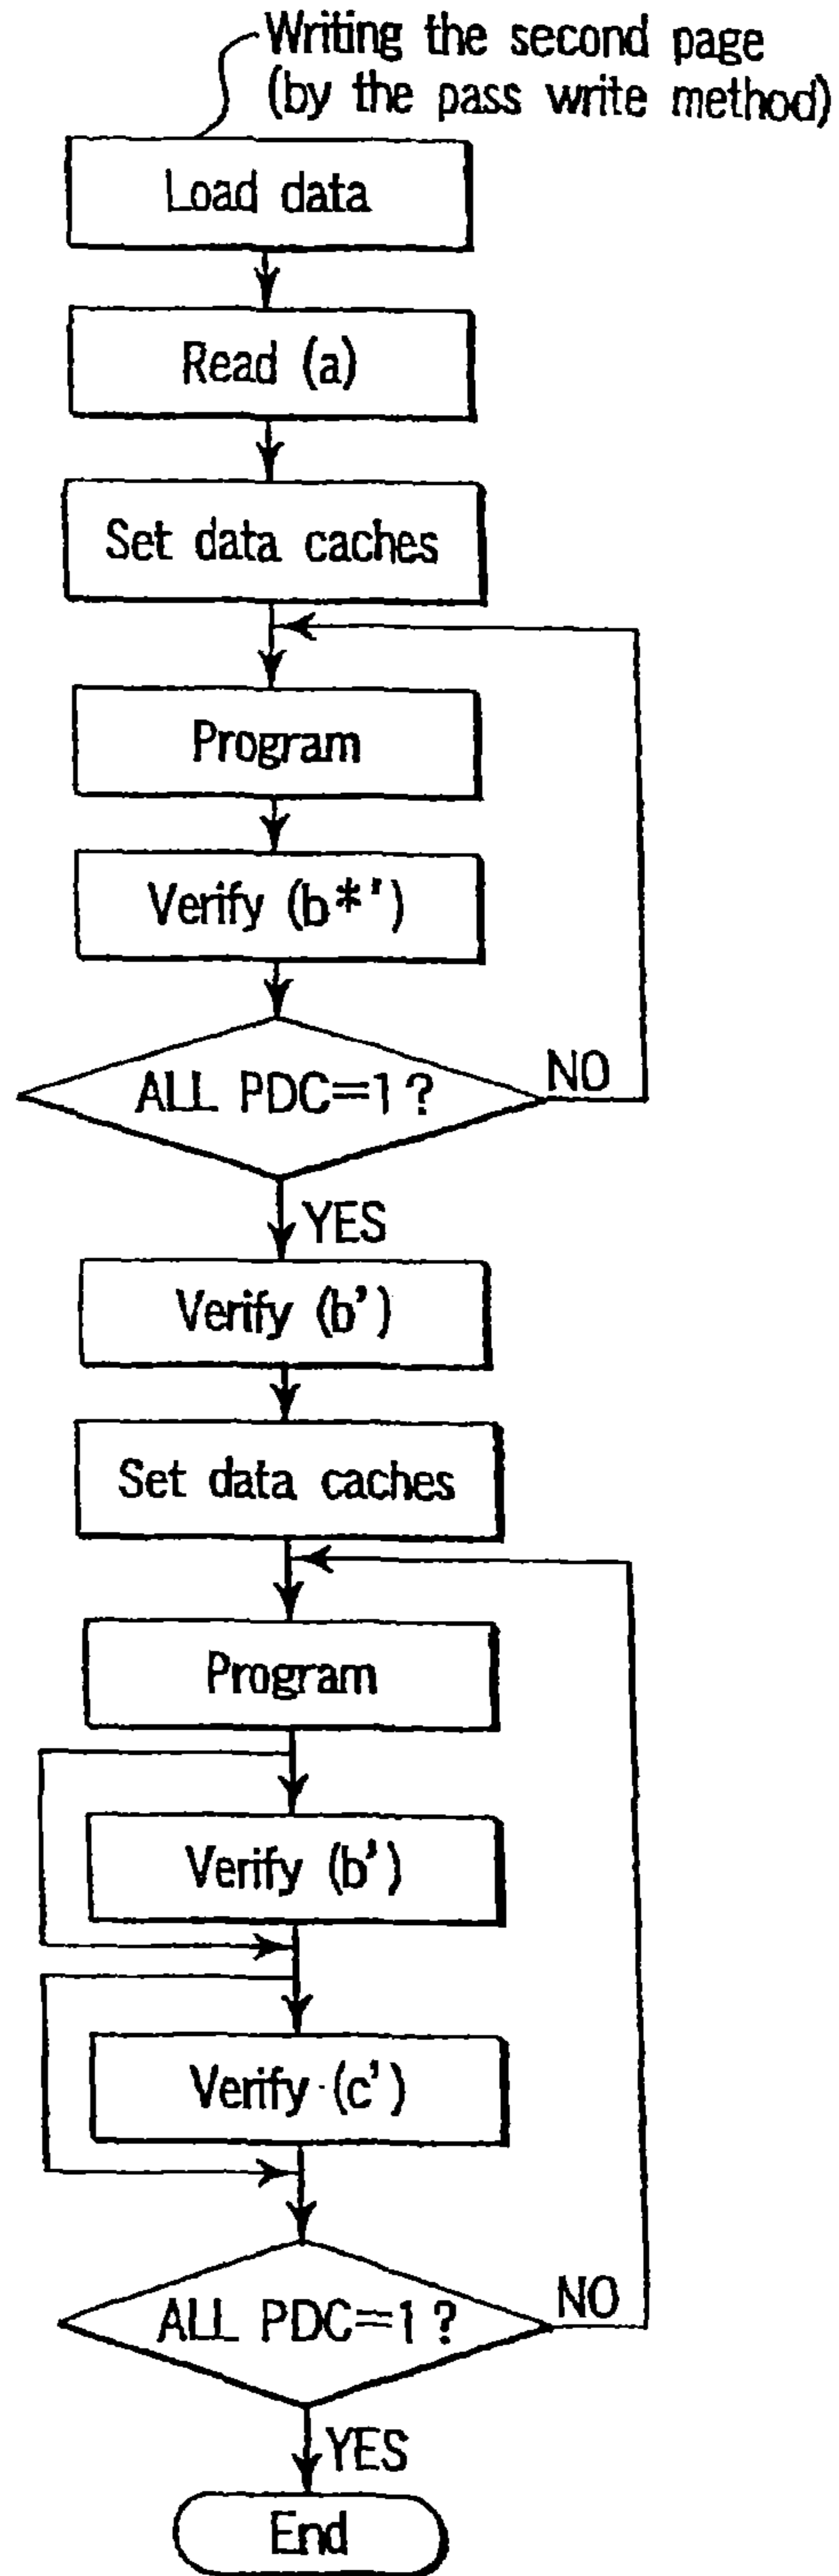 Writing the second page
(by the pass write method)
Load data
Read (a)
Set data caches
Program
Verify (b*')
ALL PDC=1?
NO
YES
Verify (b')
Set data caches
Program
Verify (b')
Verify (c')
ALL PDC=1?
NO
YES
End